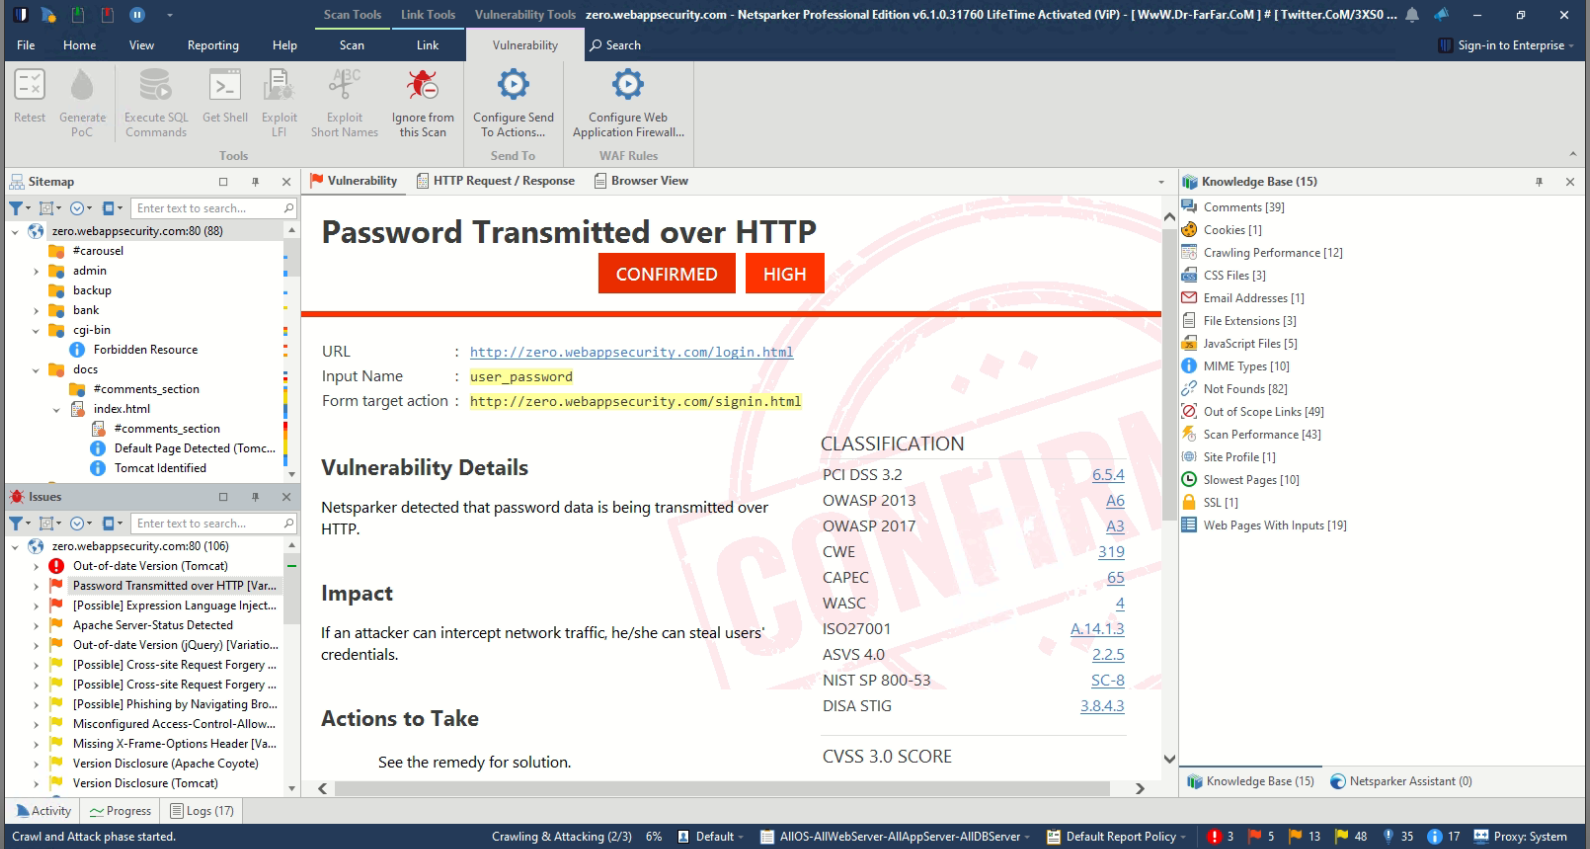 Scan Tools Link Tools Vulnerability Tools zero.webappsecurity.com - Netsparker Professional Edition v6.1.0.31760 LifeTime Activated (ViP) - [ WwW.Dr-FarFar.CoM ] # [ Twitter.CoM/3XS0 ...
File Home View Reporting Help Scan Link Vulnerability Search Sign-in to Enterprise
Retest
Generate PoC
Execute SQL Commands
Get Shell
Exploit LFI
ABC
Exploit Short Names
Ignore from this Scan
Configure Send To Actions...
Configure Web Application Firewall...
Tools Send To WAF Rules
Sitemap
Enter text to search...
zero.webappsecurity.com:80 (88)
#carousel
admin
backup
bank
cgi-bin
Forbidden Resource
docs
#comments_section
index.html
#comments_section
Default Page Detected (Tomc...
Tomcat Identified
Issues
Enter text to search...
zero.webappsecurity.com:80 (106)
Out-of-date Version (Tomcat)
Password Transmitted over HTTP [Var...
[Possible] Expression Language Inject...
Apache Server-Status Detected
Out-of-date Version (jQuery) [Variatio...
[Possible] Cross-site Request Forgery ...
[Possible] Cross-site Request Forgery ...
[Possible] Phishing by Navigating Bro...
Misconfigured Access-Control-Allow...
Missing X-Frame-Options Header [Va...
Version Disclosure (Apache Coyote)
Version Disclosure (Tomcat)
Activity Progress Logs (17)
Vulnerability HTTP Request / Response Browser View
Password Transmitted over HTTP
CONFIRMED HIGH
URL : http://zero.webappsecurity.com/login.html
Input Name : user_password
Form target action : http://zero.webappsecurity.com/signin.html
Vulnerability Details
Netsparker detected that password data is being transmitted over
HTTP.
Impact
If an attacker can intercept network traffic, he/she can steal users'
credentials.
Actions to Take
See the remedy for solution.
CONFIRM
CLASSIFICATION
PCI DSS 3.2 6.5.4
OWASP 2013 A6
OWASP 2017 A3
CWE 319
CAPEC 65
WASC 4
ISO27001 A.14.1.3
ASVS 4.0 2.2.5
NIST SP 800-53 SC-8
DISA STIG 3.8.4.3
CVSS 3.0 SCORE
Knowledge Base (15)
Comments [39]
Cookies [1]
Crawling Performance [12]
CSS Files [3]
Email Addresses [1]
File Extensions [3]
JavaScript Files [5]
MIME Types [10]
Not Founds [82]
Out of Scope Links [49]
Scan Performance [43]
Site Profile [1]
Slowest Pages [10]
SSL [1]
Web Pages With Inputs [19]
Knowledge Base (15) Netsparker Assistant (0)
Crawl and Attack phase started. Crawling & Attacking (2/3) 6% Default AllOS-AllWebServer-AllAppServer-AllDBServer Default Report Policy 3 5 13 48 35 17 Proxy: System